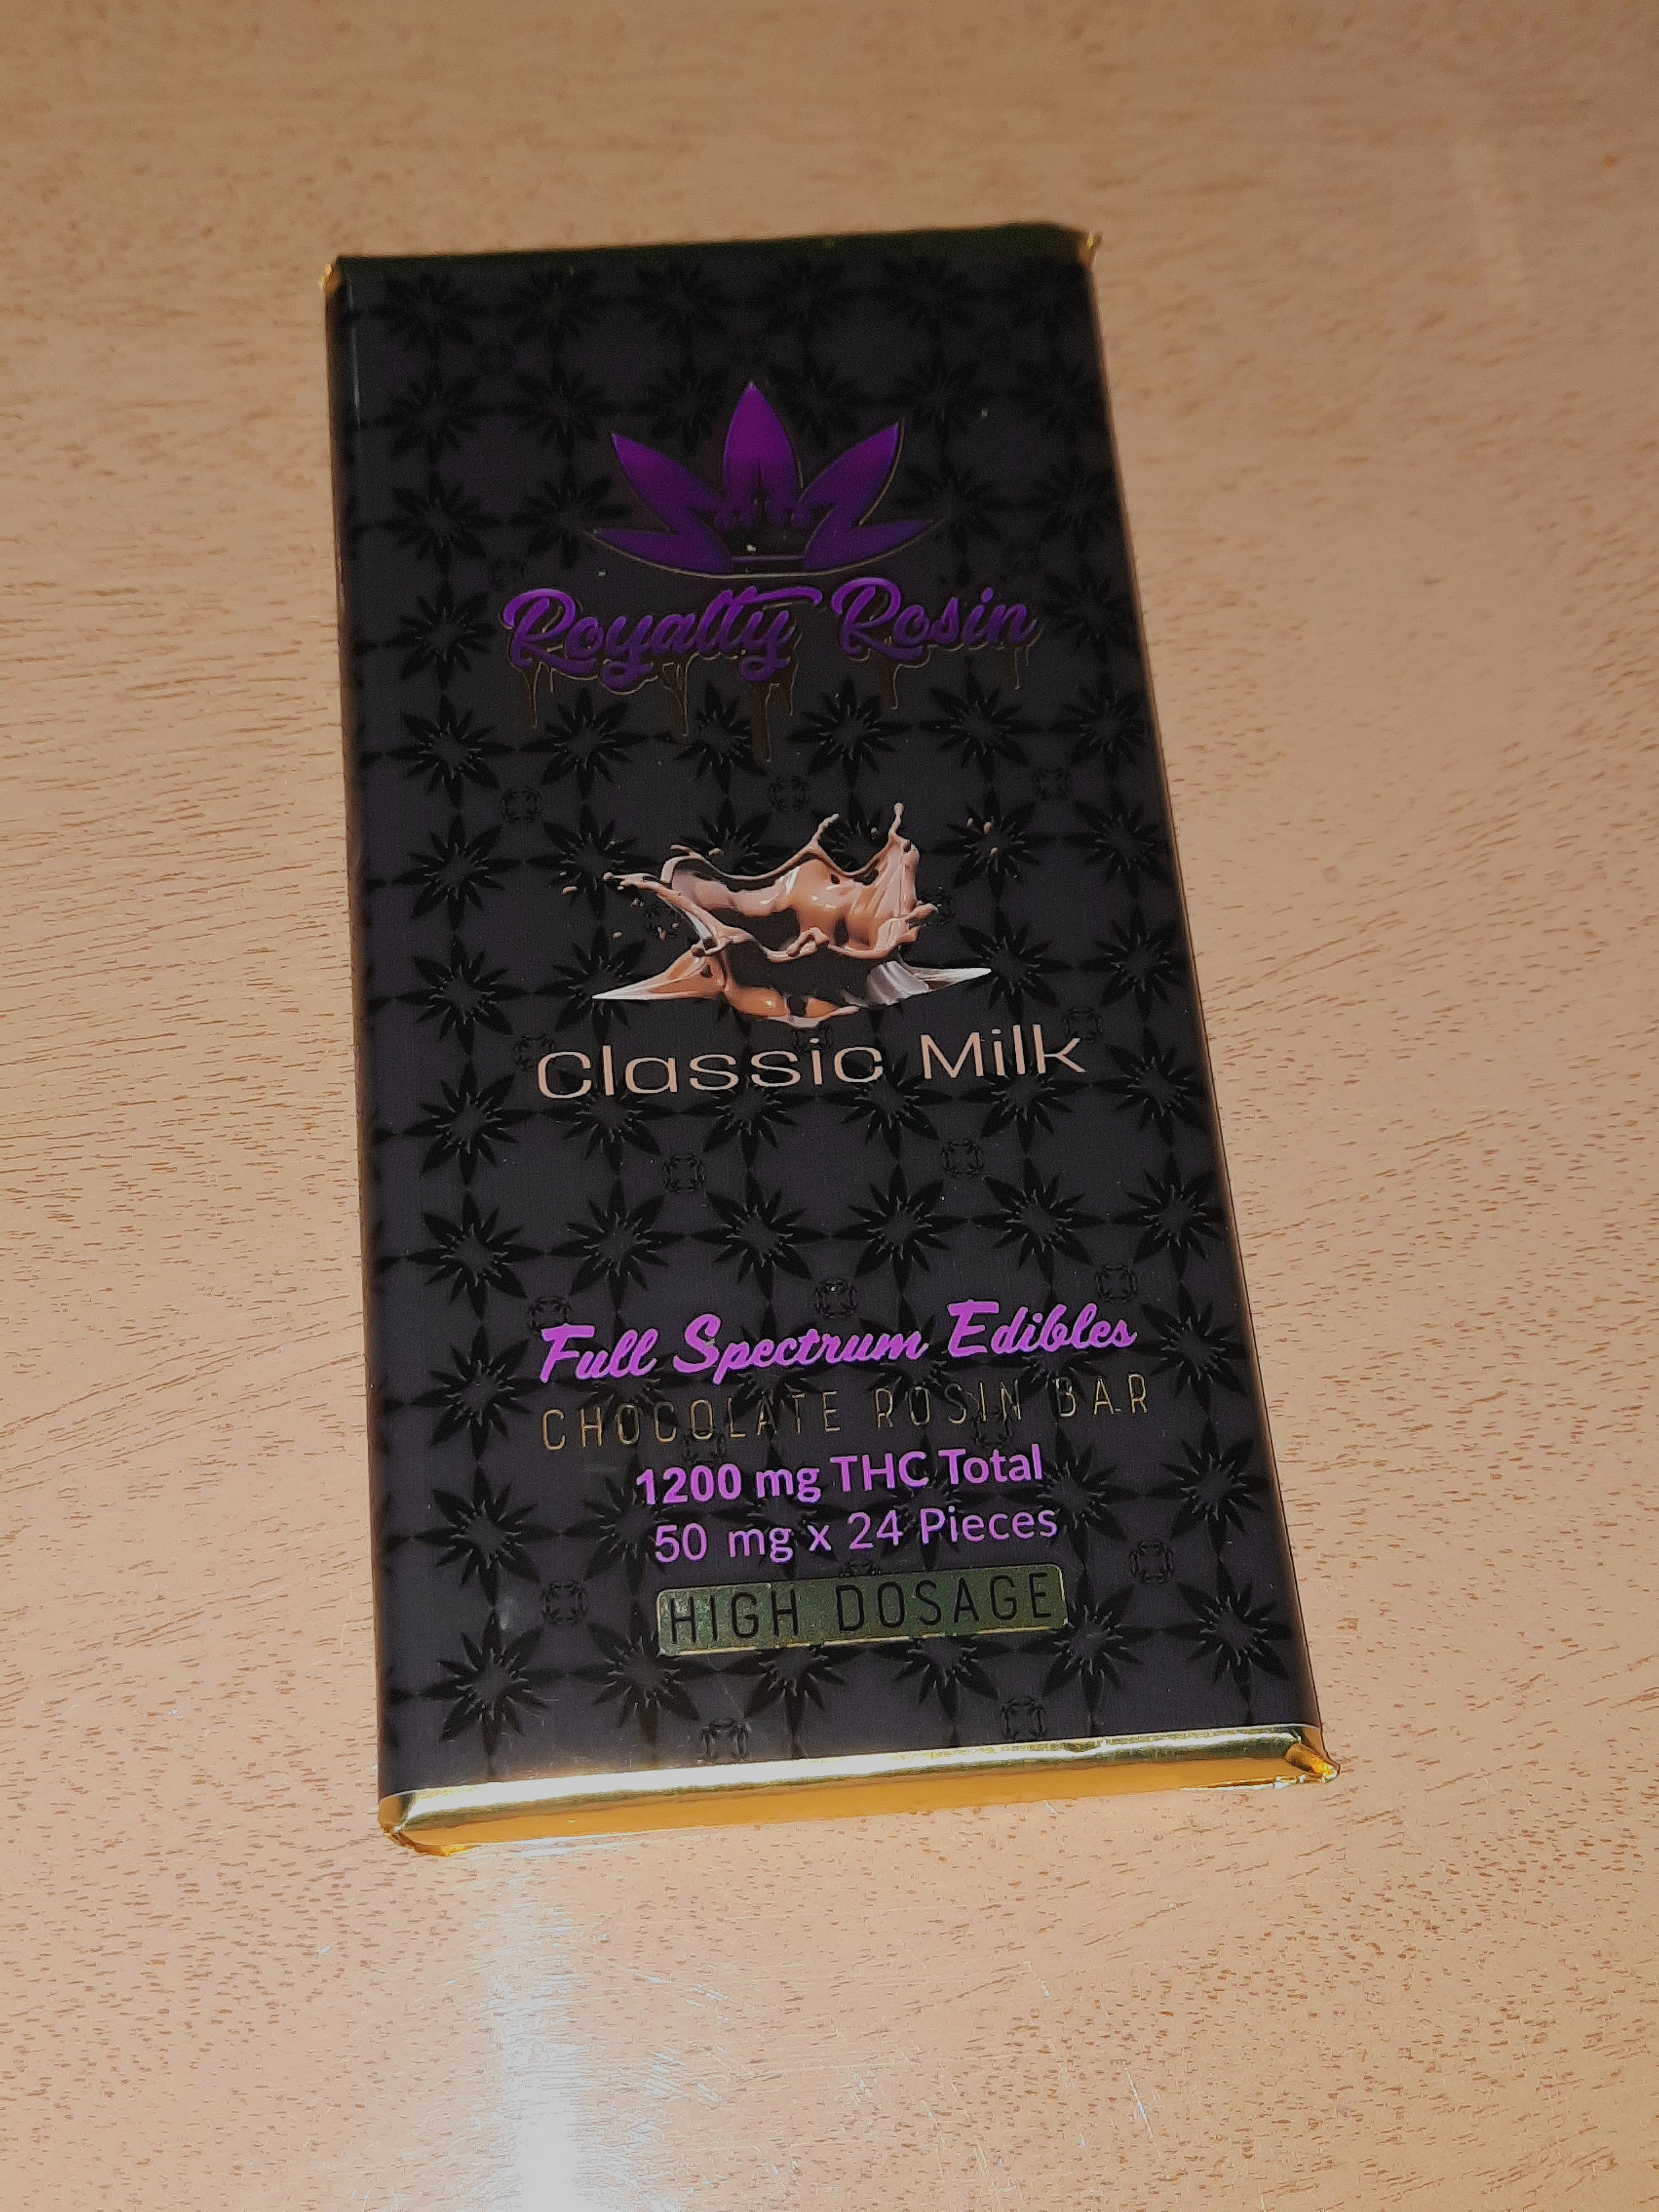 Royalty Rosin
Classic Milk
Full Spectrum Edibles
CHOCOLATE ROSIN BAR
1200 mg THC Total
50 mg x 24 Pieces
HIGH DOSAGE